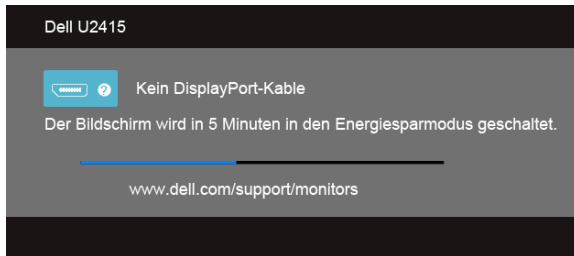 Dell U2415
Kein DisplayPort-Kable
Der Bildschirm wird in 5 Minuten in den Energiesparmodus geschaltet.
www.dell.com/support/monitors